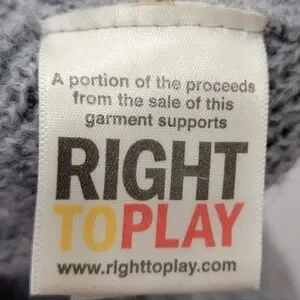 A portion of the proceeds
from the sale of this
garment supports
RIGHT
TOPLAY
www.righttoplay.com